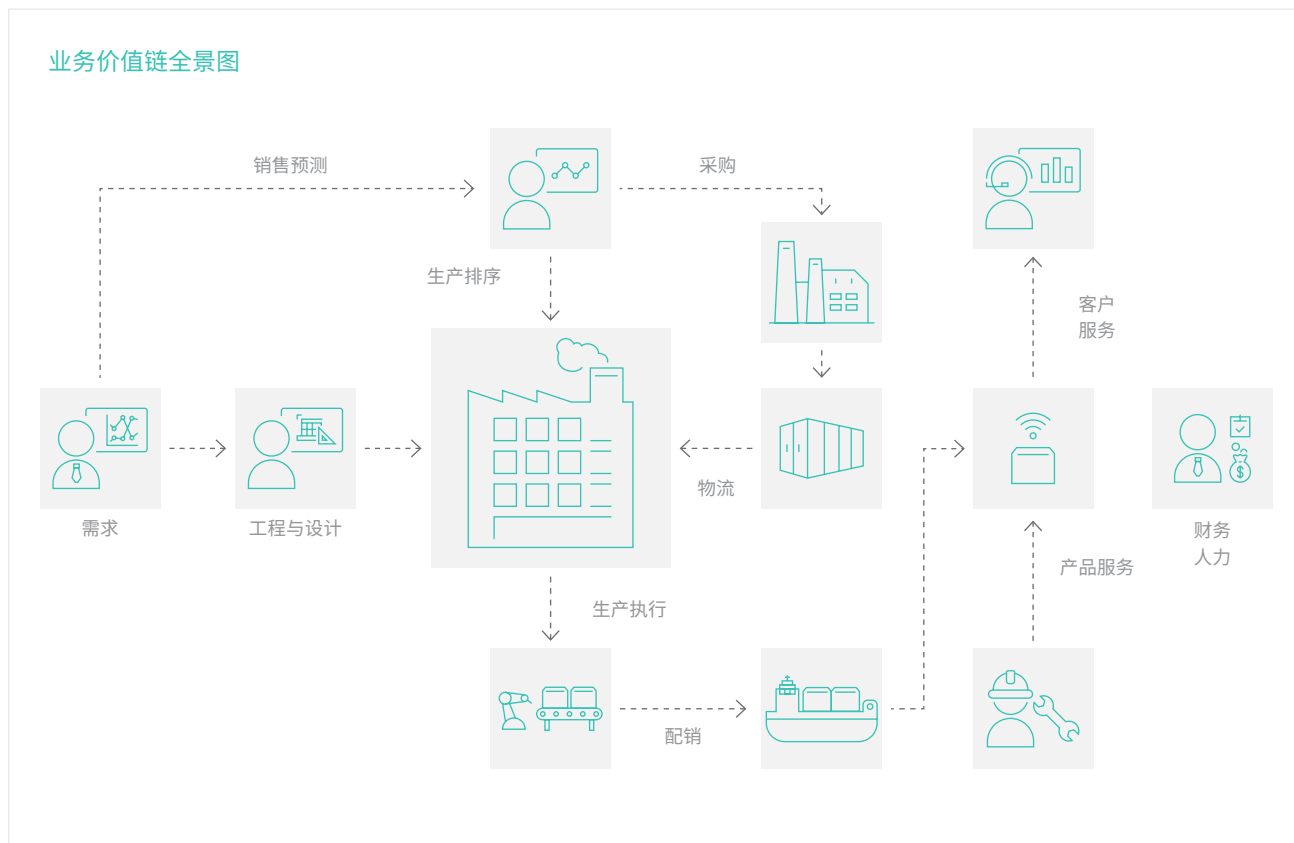 业务价值链全景图
销售预测
采购
生产排序
客户
服务
物流
需求
工程与设计
财务
人力
产品服务
生产执行
配销
$